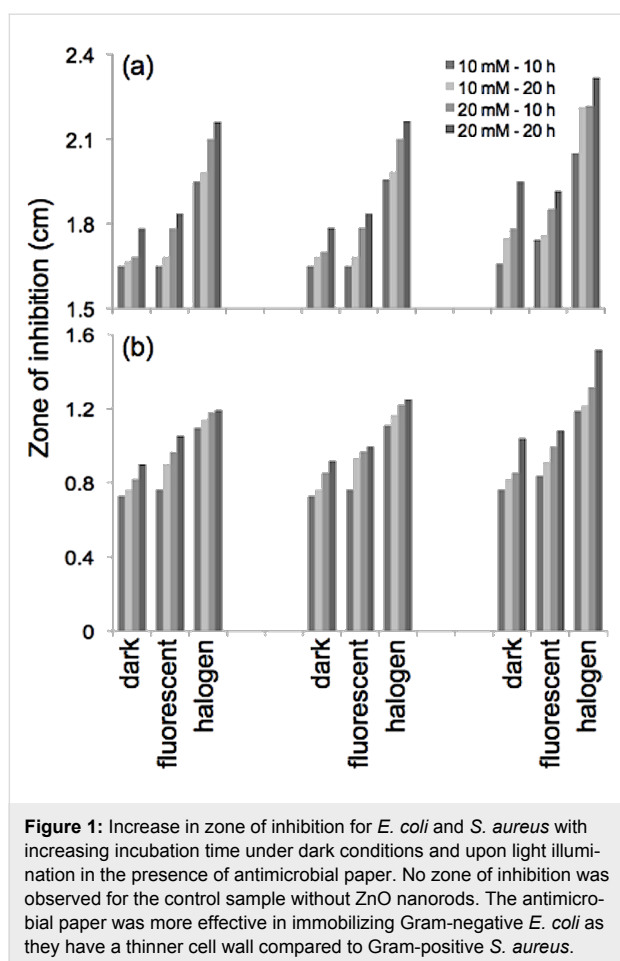 2.4
(a)
10 mM - 10 h
10 mM - 20 h
20 mM - 10 h
20 mM - 20 h
2.1
1.8
1.5
Zone of inhibition (cm)
1.6
(b)
1.2
0.8
0.4
0
dark
fluorescent
halogen
dark
fluorescent
halogen
dark
fluorescent
halogen
Figure 1: Increase in zone of inhibition for E. coli and S. aureus with
increasing incubation time under dark conditions and upon light illumi-
nation in the presence of antimicrobial paper. No zone of inhibition was
observed for the control sample without ZnO nanorods. The antimicro-
bial paper was more effective in immobilizing Gram-negative E. coli as
they have a thinner cell wall compared to Gram-positive S. aureus.